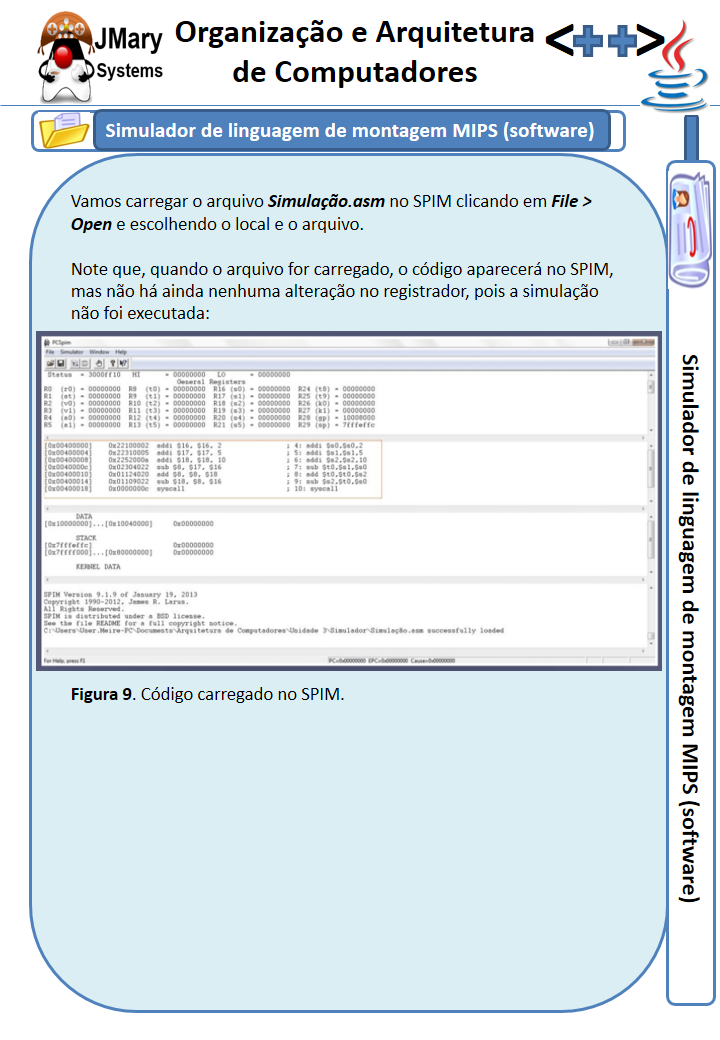 JMary
Systems
Organização e Arquitetura
de Computadores
<++>
Simulador de linguagem de montagem MIPS (software)
Vamos carregar o arquivo Simulação.asm no SPIM clicando em File >
Open e escolhendo o local e o arquivo.
Note que, quando o arquivo for carregado, o código aparecerá no SPIM,
mas não há ainda nenhuma alteração no registrador, pois a simulação
não foi executada:
PCSpim
File Simulator Window Help
Status = 3000ff10 HI = 00000000 LO = 00000000
General Registers
R0 (r0) = 00000000 R8 (t0) = 00000000 R16 (s0) = 00000000 R24 (t8) = 00000000
R1 (at) = 00000000 R9 (t1) = 00000000 R17 (s1) = 00000000 R25 (t9) = 00000000
R2 (v0) = 00000000 R10 (t2) = 00000000 R18 (s2) = 00000000 R26 (k0) = 00000000
R3 (v1) = 00000000 R11 (t3) = 00000000 R19 (s3) = 00000000 R27 (k1) = 00000000
R4 (a0) = 00000000 R12 (t4) = 00000000 R20 (s4) = 00000000 R28 (gp) = 10008000
R5 (a1) = 00000000 R13 (t5) = 00000000 R21 (s5) = 00000000 R29 (sp) = 7fffeffc
[0x00400000] 0x22100002 addi $16, $16, 2 ; 4: addi $s0,$s0,2
[0x00400004] 0x22310005 addi $17, $17, 5 ; 5: addi $s1,$s1,5
[0x00400008] 0x2252000a addi $18, $18, 10 ; 6: addi $s2,$s2,10
[0x0040000c] 0x02304022 sub $8, $17, $16 ; 7: sub $t0,$s1,$s0
[0x00400010] 0x01124020 add $8, $8, $18 ; 8: add $t0,$t0,$s2
[0x00400014] 0x01109022 sub $18, $8, $16 ; 9: sub $s2,$t0,$s0
[0x00400018] 0x0000000c syscall ; 10: syscall
DATA
[0x10000000]...[0x10040000] 0x00000000
STACK
[0x7fffeffc] 0x00000000
[0x7ffff000]...[0x80000000] 0x00000000
KERNEL DATA
SPIM Version 9.1.9 of January 19, 2013
Copyright 1990-2012, James R. Larus.
All Rights Reserved.
SPIM is distributed under a BSD license.
See the file README for a full copyright notice.
C:\Users\User.Meire-PC\Documents\Arquitetura de Computadores\Unidade 3\Simulador\Simulação.asm successfully loaded
For Help, press F1
PC=0x00000000 EPC=0x00000000 Cause=0x00000000
Figura 9. Código carregado no SPIM.
Simulador de linguagem de montagem MIPS (software)